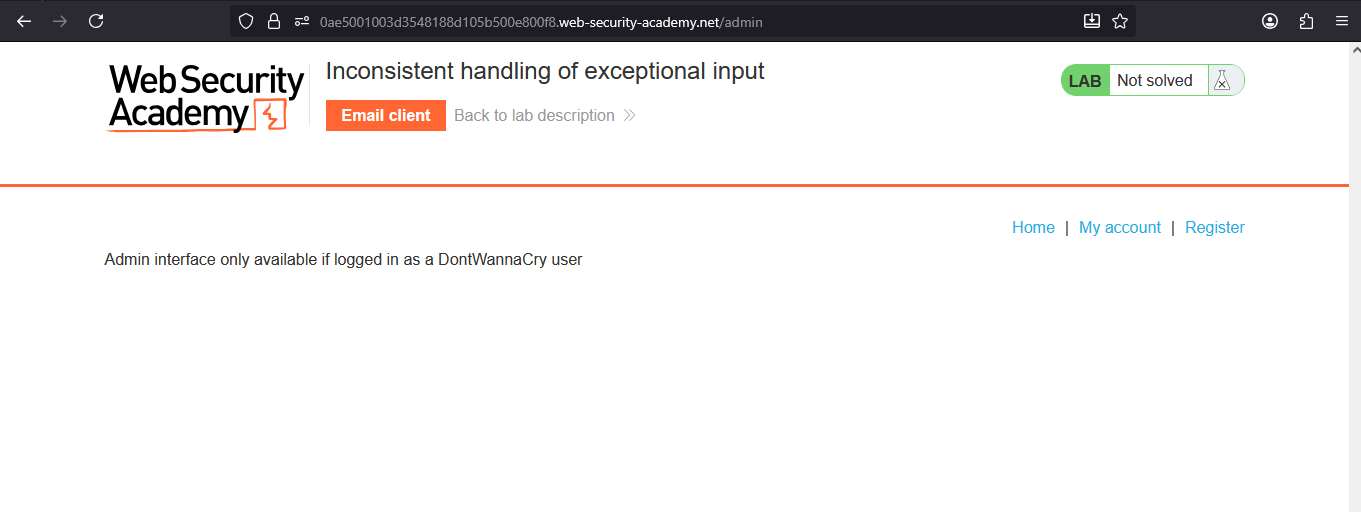 0ae5001003d3548188d105b500e800f8.web-security-academy.net/admin
Web Security
Academy
Inconsistent handling of exceptional input
Email client
Back to lab description
LAB
Not solved
Home | My account | Register
Admin interface only available if logged in as a DontWannaCry user